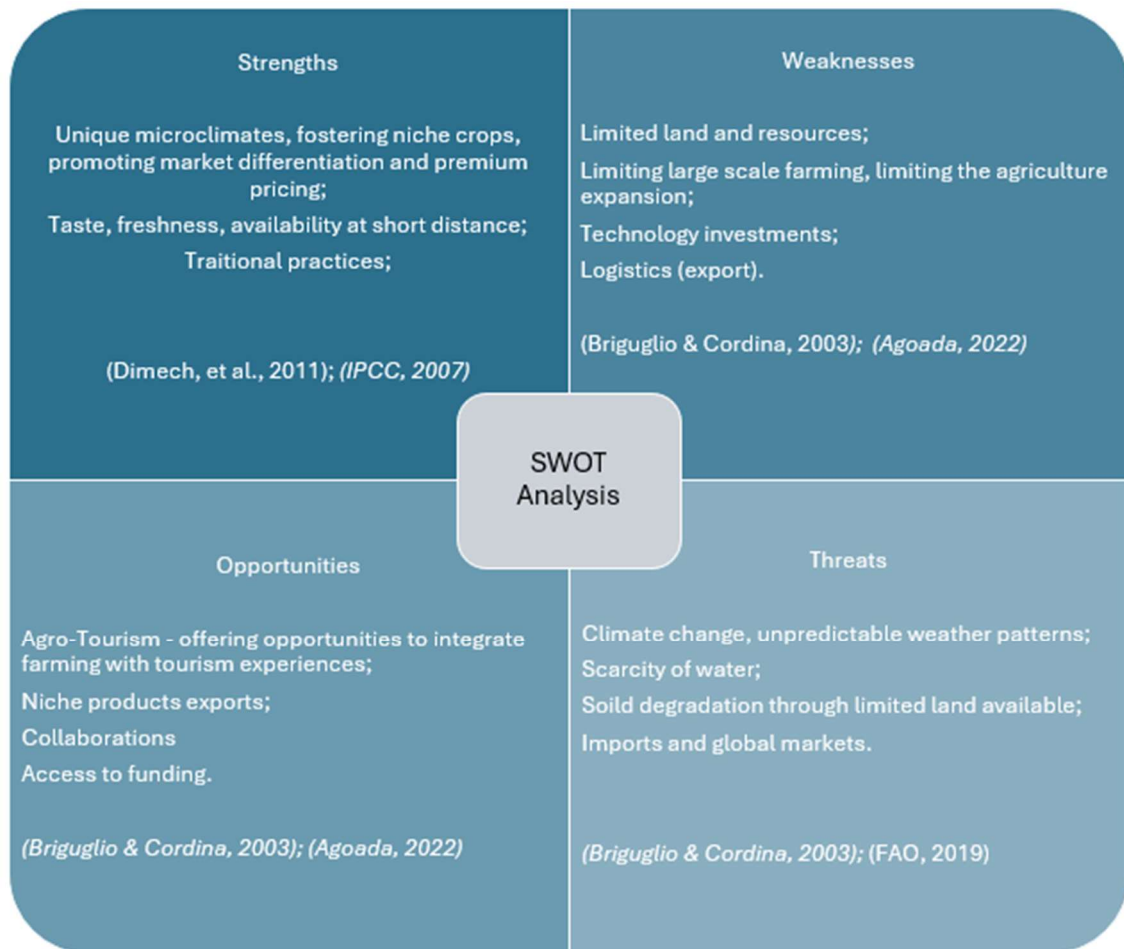 Strengths
Unique microclimates, fostering niche crops,
promoting market differentiation and premium
pricing;
Taste, freshness, availability at short distance;
Traitional practices;
(Dimech, et al., 2011); (IPCC, 2007)
Weaknesses
Limited land and resources;
Limiting large scale farming, limiting the agriculture
expansion;
Technology investments;
Logistics (export).
(Briguglio & Cordina, 2003); (Agoada, 2022)
SWOT
Analysis
Opportunities
Agro-Tourism - offering opportunities to integrate
farming with tourism experiences;
Niche products exports;
Collaborations
Access to funding.
(Briguglio & Cordina, 2003); (Agoada, 2022)
Threats
Climate change, unpredictable weather patterns;
Scarcity of water;
Soild degradation through limited land available;
Imports and global markets.
(Briguglio & Cordina, 2003); (FAO, 2019)